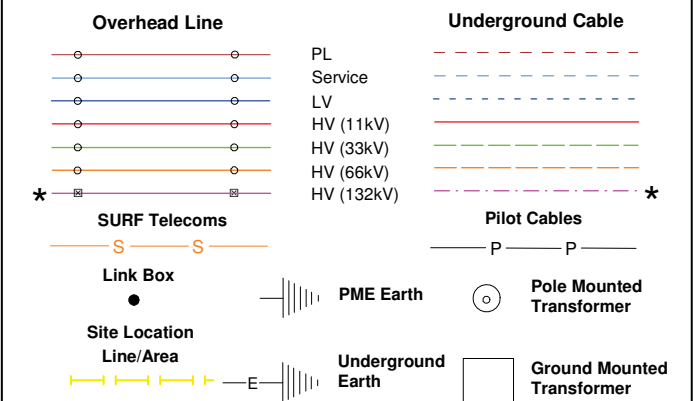 Overhead Line
Underground Cable
PL
Service
LV
HV (11kV)
HV (33kV)
HV (66kV)
* HV (132kV) *
SURF Telecoms
Pilot Cables
S S
P P
Link Box
PME Earth
Pole Mounted
Transformer
Site Location
Line/Area
E
Underground
Earth
Ground Mounted
Transformer